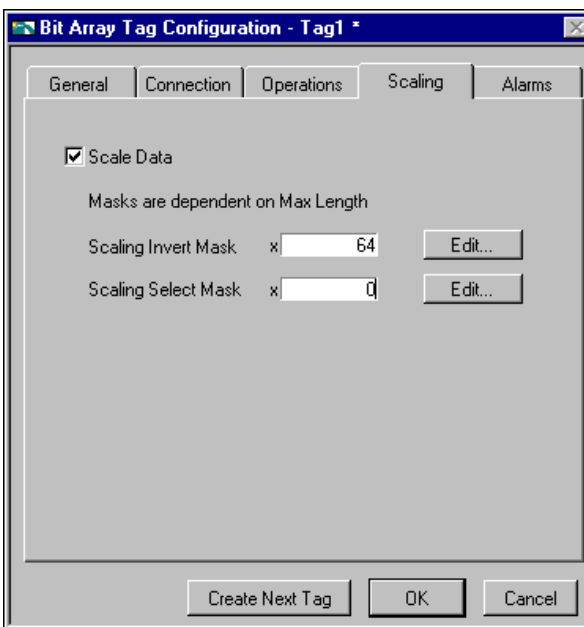 Bit Array Tag Configuration - Tag1 *
General Connection Operations Scaling Alarms
Scale Data
Masks are dependent on Max Length
Scaling Invert Mask x 64 Edit...
Scaling Select Mask x 0 Edit...
Create Next Tag OK Cancel